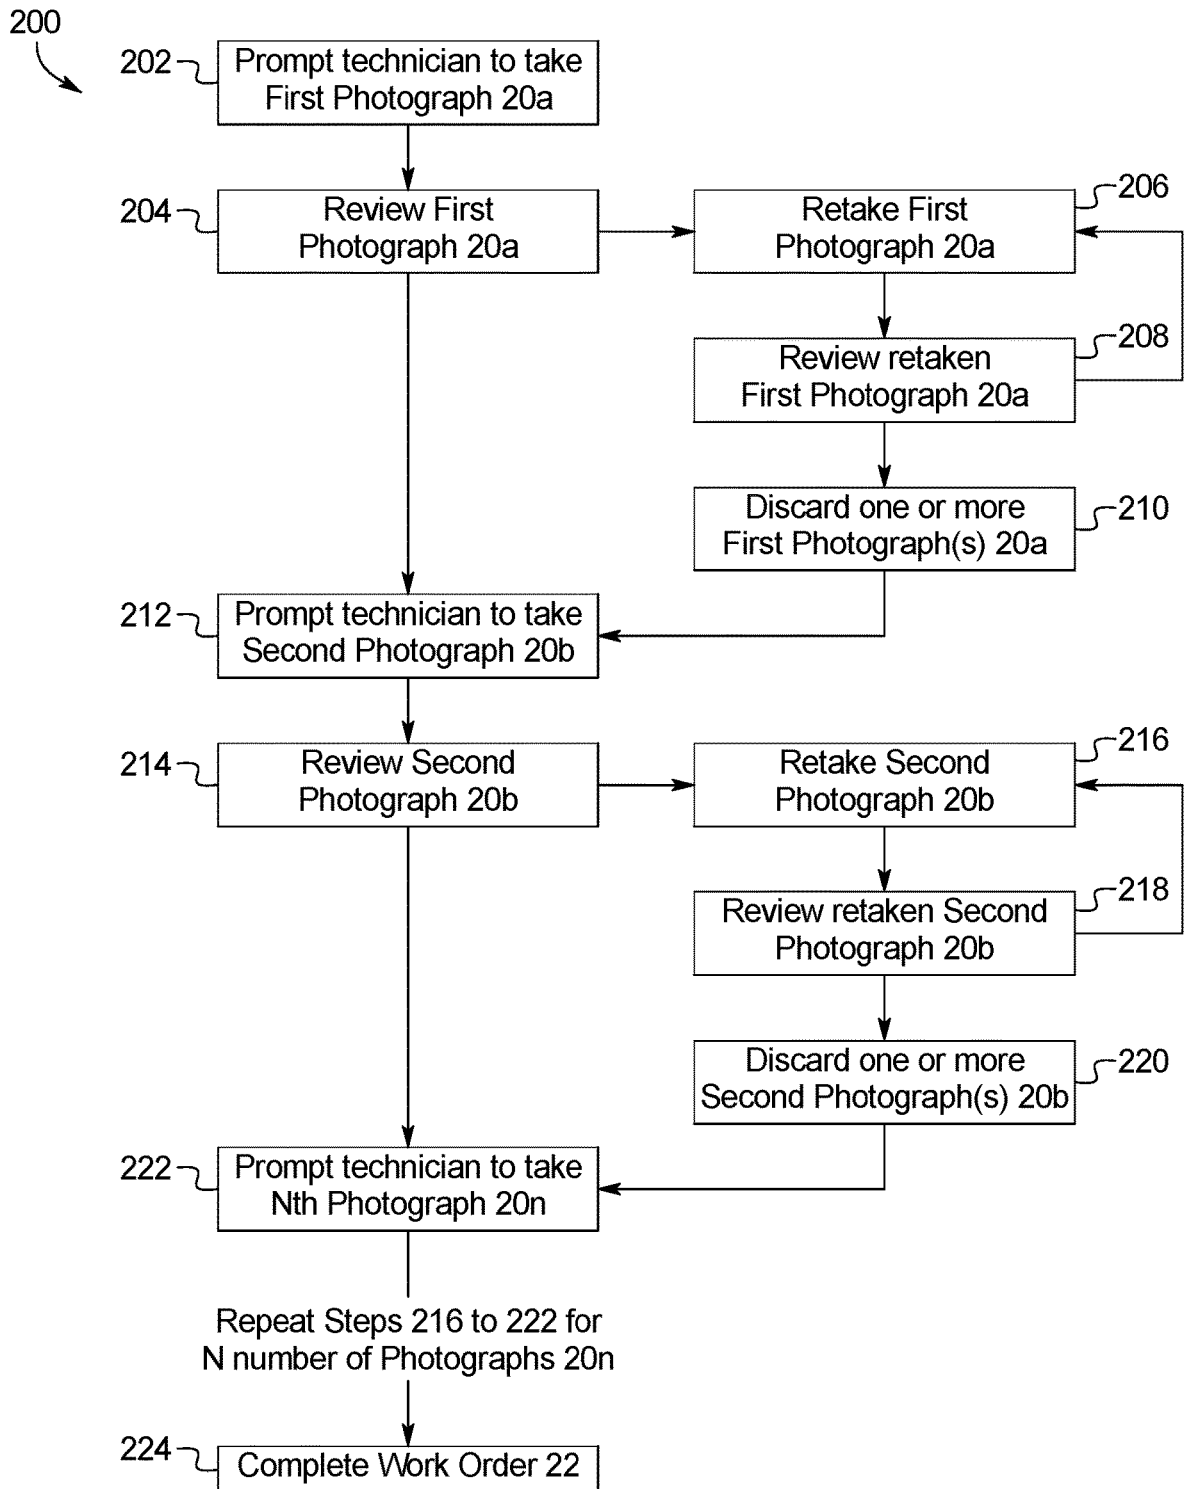 200
202
Prompt technician to take
First Photograph 20a
204
Review First
Photograph 20a
206
Retake First
Photograph 20a
208
Review retaken
First Photograph 20a
210
Discard one or more
First Photograph(s) 20a
212
Prompt technician to take
Second Photograph 20b
214
Review Second
Photograph 20b
216
Retake Second
Photograph 20b
218
Review retaken Second
Photograph 20b
220
Discard one or more
Second Photograph(s) 20b
222
Prompt technician to take
Nth Photograph 20n
Repeat Steps 216 to 222 for
N number of Photographs 20n
224
Complete Work Order 22